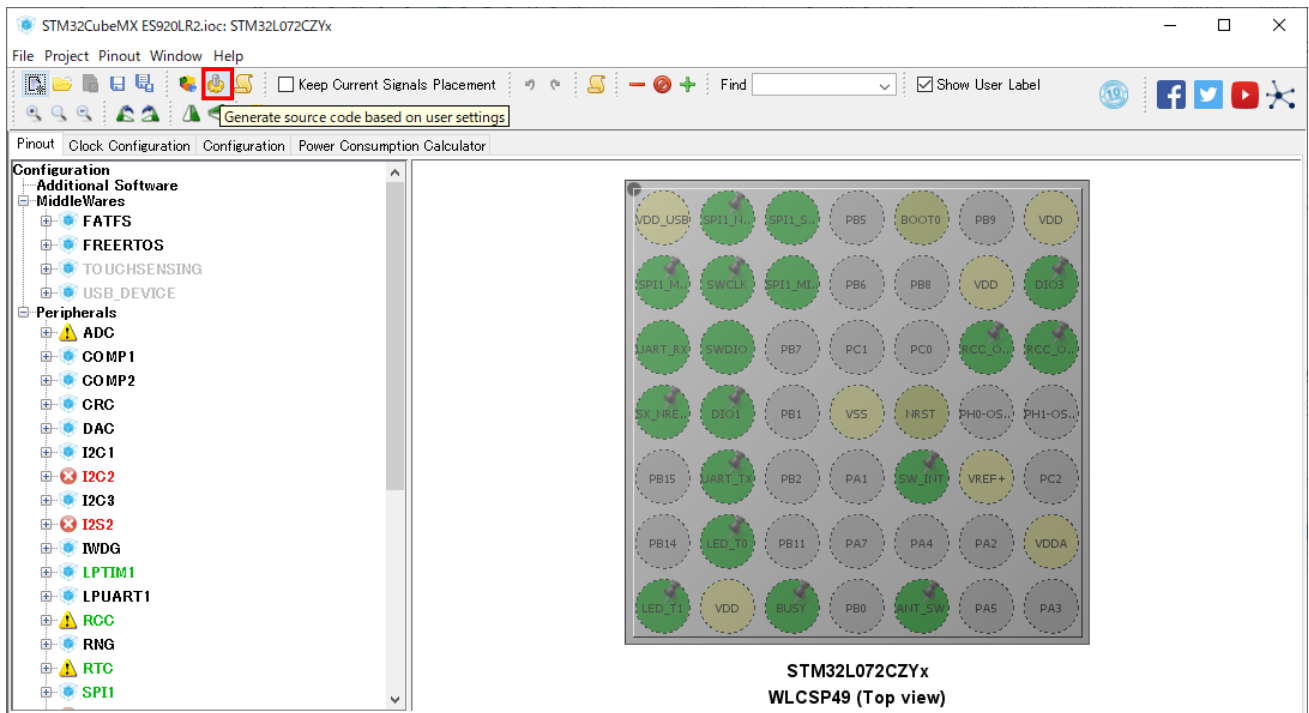 STM32CubeMX ES920LR2.ioc: STM32L072CZYx
File Project Pinout Window Help
Keep Current Signals Placement Find Show User Label
10
Generate source code based on user settings
Pinout Clock Configuration Configuration Power Consumption Calculator
Configuration
Additional Software
MiddleWares
FATFS
FREERTOS
TOUCHSENSING
USB_DEVICE
Peripherals
ADC
COMP1
COMP2
CRC
DAC
I2C1
I2C2
I2C3
I2S2
IWDG
LPTIM1
LPUART1
RCC
RNG
RTC
SPI1
VDD_USB SPI1_N.. SPI1_S.. PB5 BOOT0 PB9 VDD
SPI1_M.. SWCLK SPI1_MI.. PB6 PB8 VDD DIO3
UART_RX SWDIO PB7 PC1 PC0 RCC_O.. RCC_O..
SX_NRE.. DIO1 PB1 VSS NRST PH0-OS.. PH1-OS..
PB15 UART_TX PB2 PA1 SW_INT VREF+ PC2
PB14 LED_T0 PB11 PA7 PA4 PA2 VDDA
LED_T1 VDD BUSY PB0 ANT_SW PA5 PA3
STM32L072CZYx
WLCSP49 (Top view)